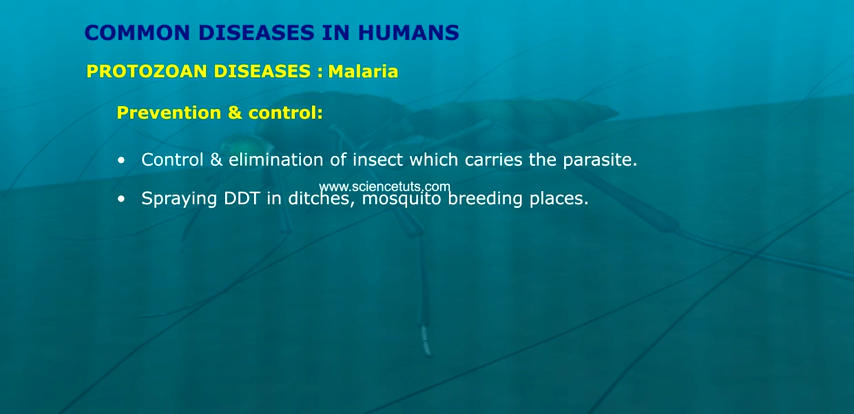 COMMON DISEASES IN HUMANS
PROTOZOAN DISEASES : Malaria
Prevention & control:
• Control & elimination of insect which carries the parasite.
www.sciencetuts.com
• Spraying DDT in ditches, mosquito breeding places.